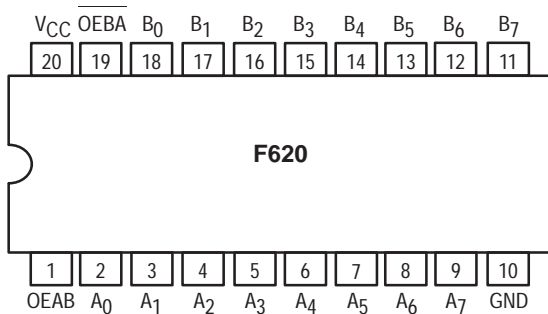 VCC OEBA B0 B1 B2 B3 B4 B5 B6 B7
20 19 18 17 16 15 14 13 12 11
F620
1 2 3 4 5 6 7 8 9 10
OEAB A0 A1 A2 A3 A4 A5 A6 A7 GND